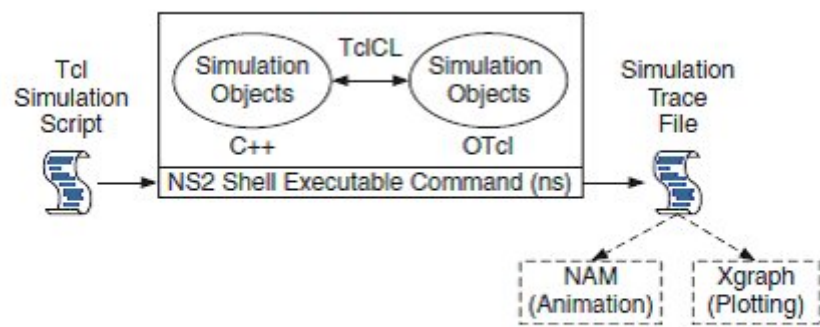 Tcl
Simulation
Script
Simulation
Objects
C++
TclCL
Simulation
Objects
OTcl
NS2 Shell Executable Command (ns)
Simulation
Trace
File
NAM
(Animation)
Xgraph
(Plotting)